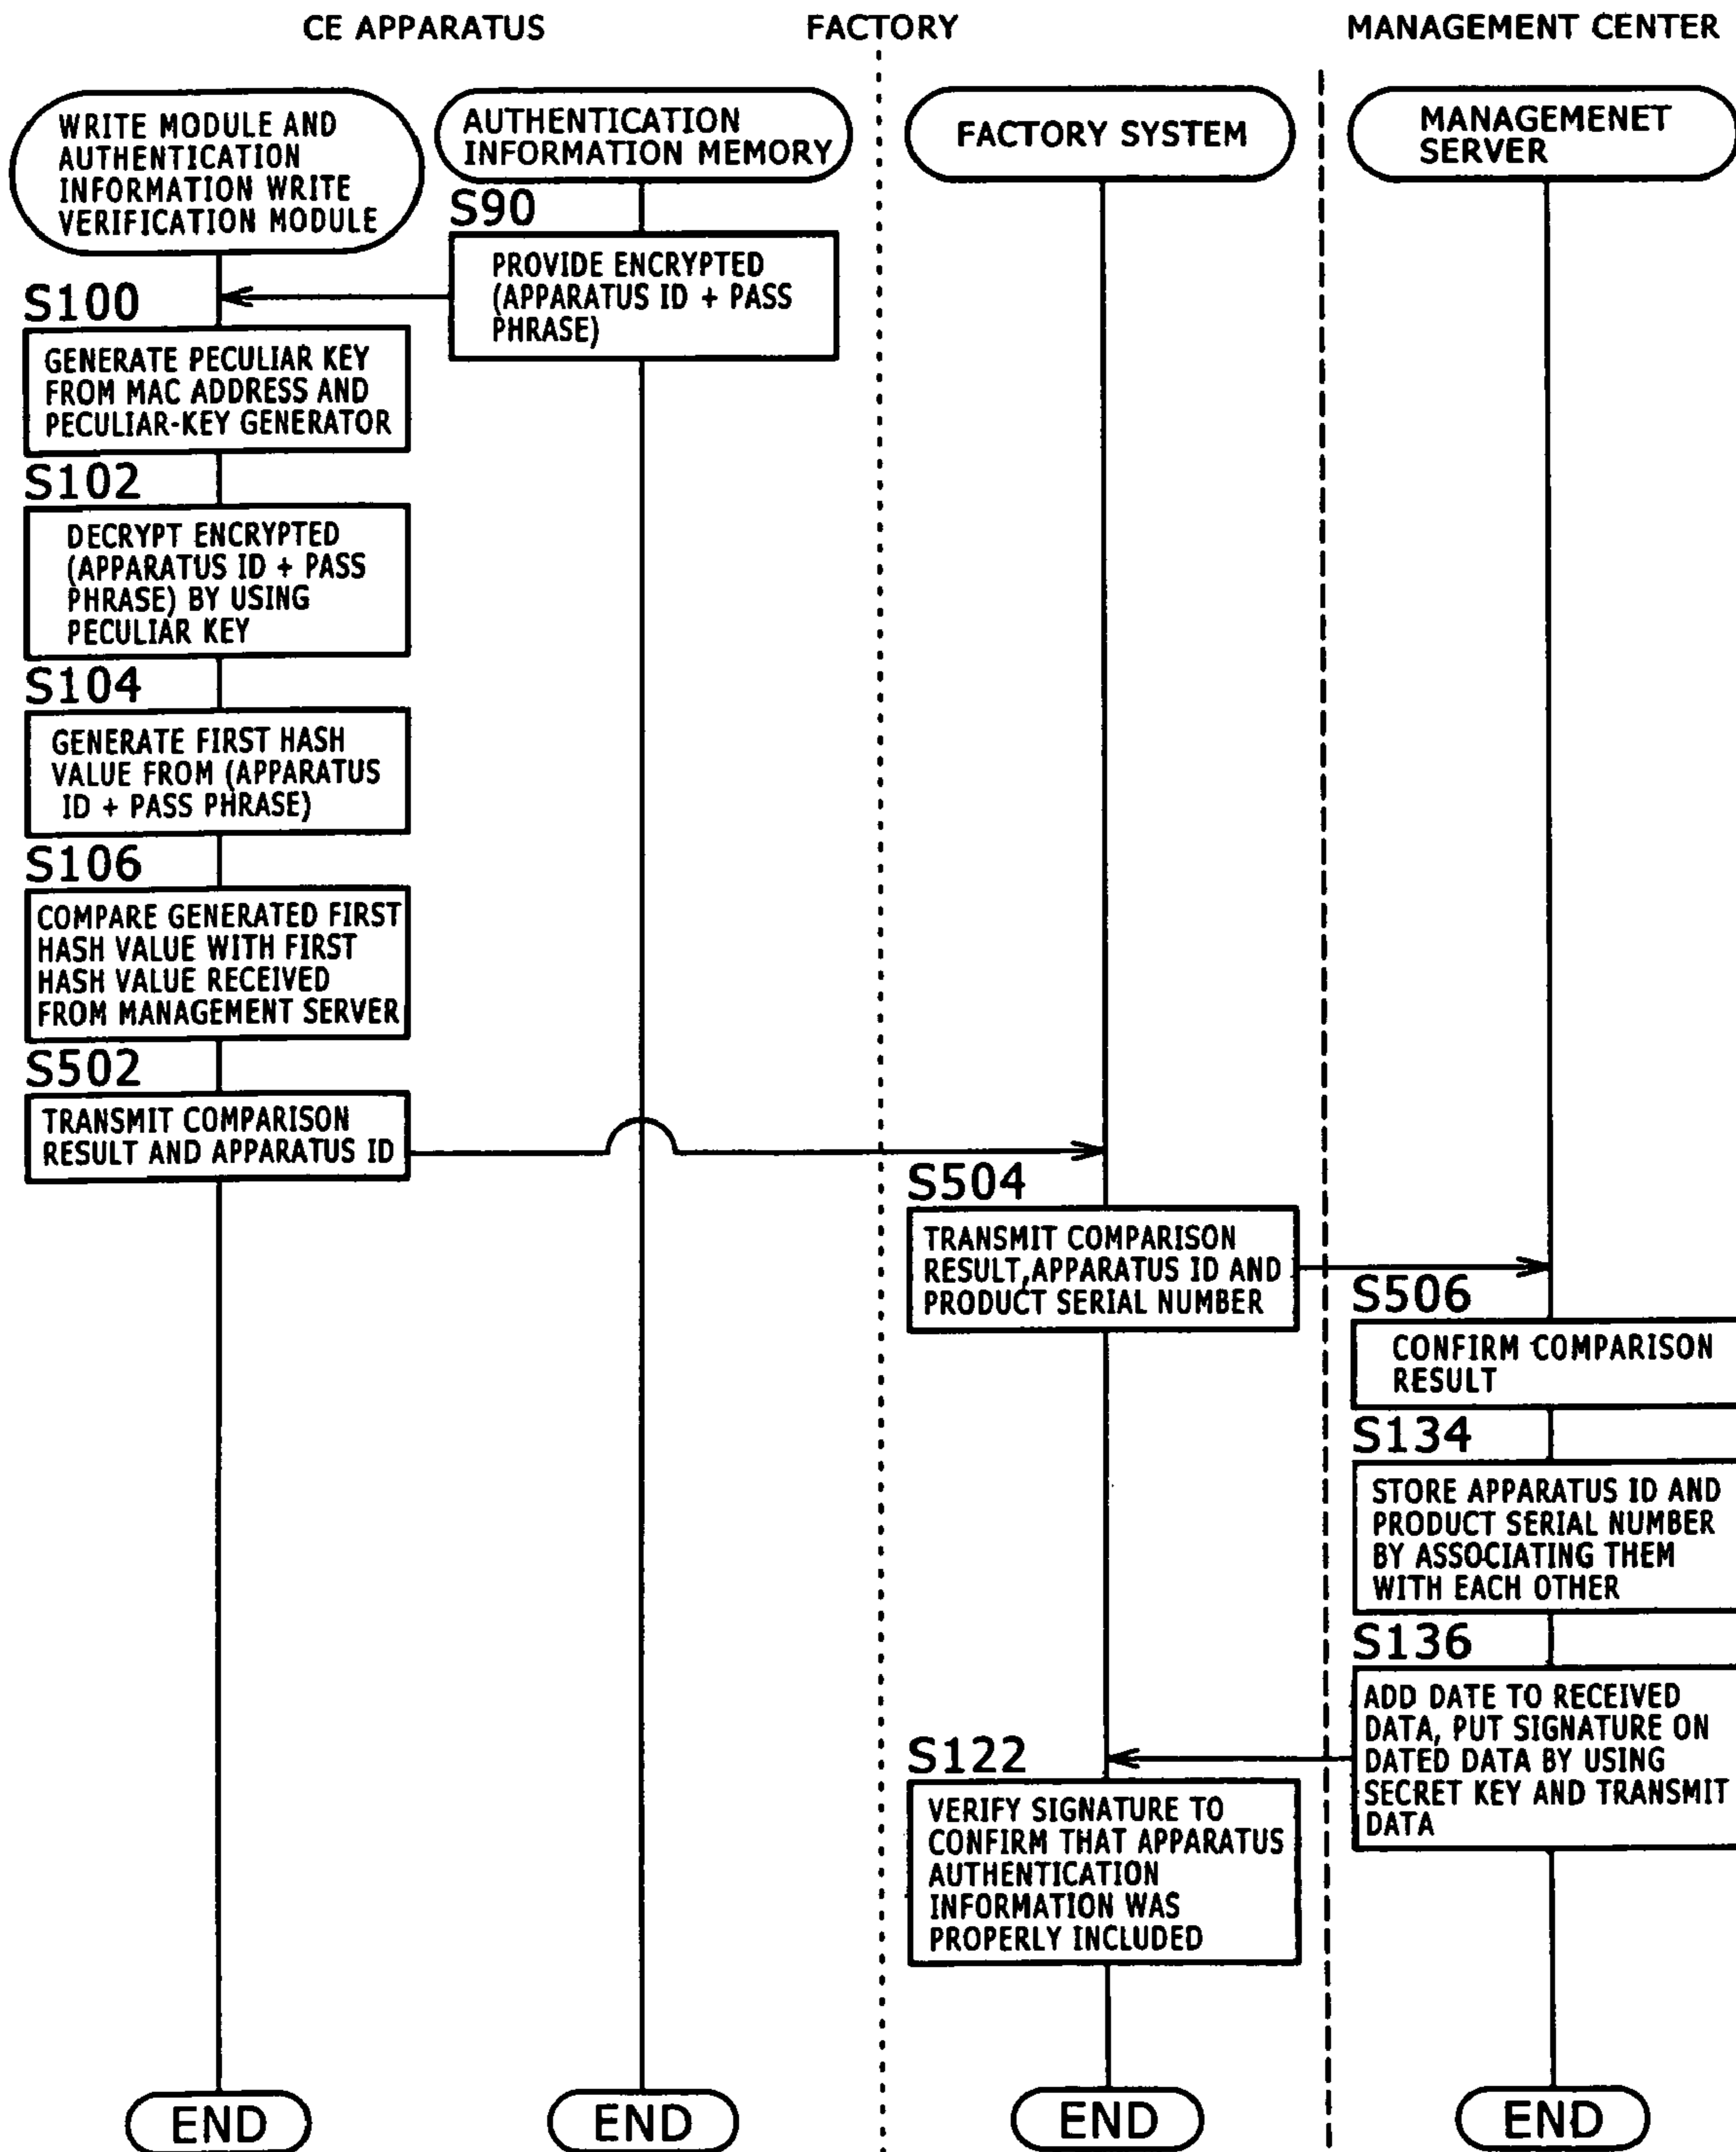 CE APPARATUS
FACTORY
MANAGEMENT CENTER
WRITE MODULE AND
AUTHENTICATION
INFORMATION WRITE
VERIFICATION MODULE
AUTHENTICATION
INFORMATION MEMORY
FACTORY SYSTEM
MANAGEMENET
SERVER
S90
PROVIDE ENCRYPTED
(APPARATUS ID + PASS
PHRASE)
S100
GENERATE PECULIAR KEY
FROM MAC ADDRESS AND
PECULIAR-KEY GENERATOR
S102
DECRYPT ENCRYPTED
(APPARATUS ID + PASS
PHRASE) BY USING
PECULIAR KEY
S104
GENERATE FIRST HASH
VALUE FROM (APPARATUS
ID + PASS PHRASE)
S106
COMPARE GENERATED FIRST
HASH VALUE WITH FIRST
HASH VALUE RECEIVED
FROM MANAGEMENT SERVER
S502
TRANSMIT COMPARISON
RESULT AND APPARATUS ID
S504
TRANSMIT COMPARISON
RESULT,APPARATUS ID AND
PRODUCT SERIAL NUMBER
S506
CONFIRM COMPARISON
RESULT
S134
STORE APPARATUS ID AND
PRODUCT SERIAL NUMBER
BY ASSOCIATING THEM
WITH EACH OTHER
S136
ADD DATE TO RECEIVED
DATA, PUT SIGNATURE ON
DATED DATA BY USING
SECRET KEY AND TRANSMIT
DATA
S122
VERIFY SIGNATURE TO
CONFIRM THAT APPARATUS
AUTHENTICATION
INFORMATION WAS
PROPERLY INCLUDED
END
END
END
END